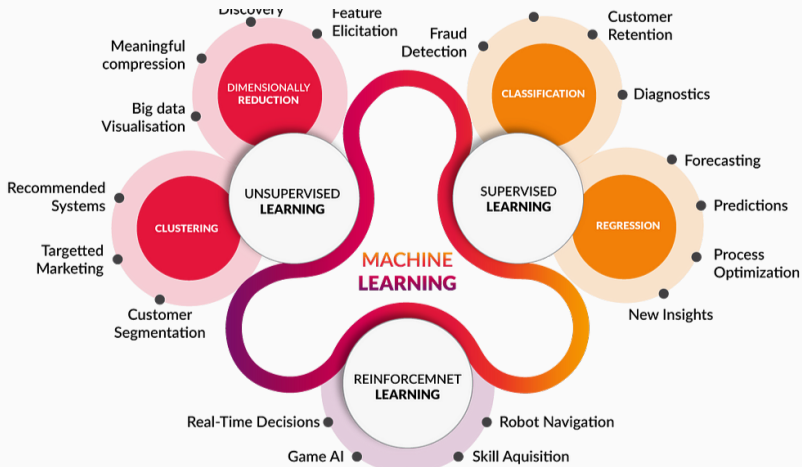 Discovery
Feature
Elicitation
Meaningful
compression
Big data
Visualisation
DIMENSIONALLY
REDUCTION
Recommended
Systems
Targetted
Marketing
Customer
Segmentation
CLUSTERING
UNSUPERVISED
LEARNING
Fraud
Detection
Customer
Retention
CLASSIFICATION
Diagnostics
SUPERVISED
LEARNING
Forecasting
Predictions
REGRESSION
Process
Optimization
New Insights
MACHINE
LEARNING
REINFORCEMNET
LEARNING
Real-Time Decisions
Robot Navigation
Game AI
Skill Aquisition